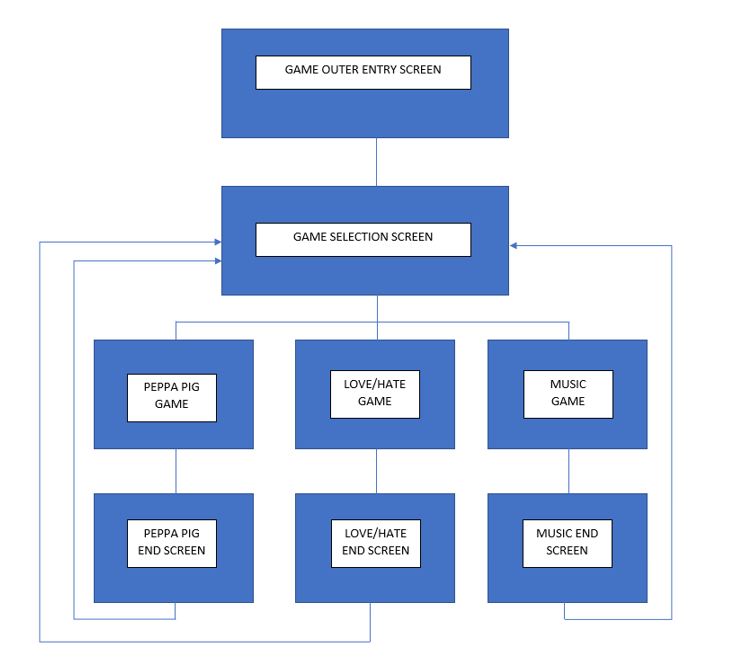 GAME OUTER ENTRY SCREEN
GAME SELECTION SCREEN
PEPPA PIG
GAME
LOVE/HATE
GAME
MUSIC
GAME
PEPPA PIG
END SCREEN
LOVE/HATE
END SCREEN
MUSIC END
SCREEN